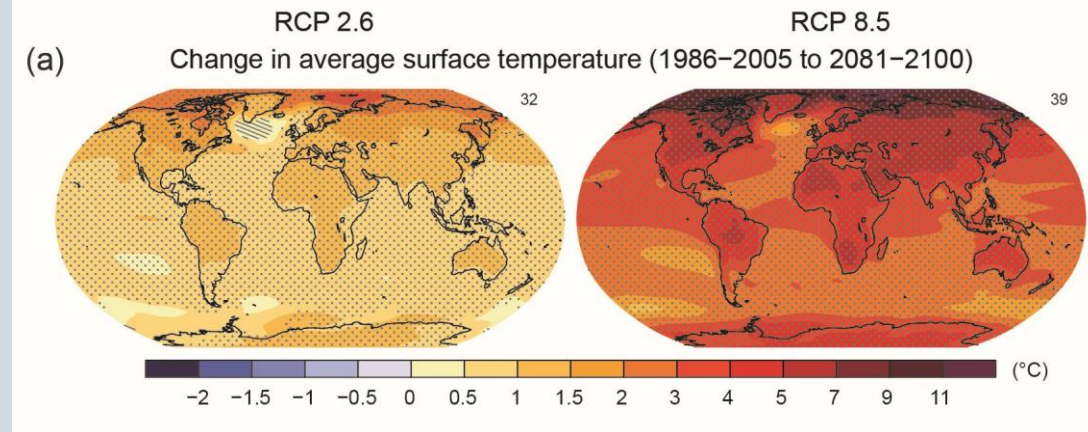 RCP 2.6 RCP 8.5
(a) Change in average surface temperature (1986−2005 to 2081−2100)
32 39
(°C)
−2 −1.5 −1 −0.5 0 0.5 1 1.5 2 3 4 5 7 9 11